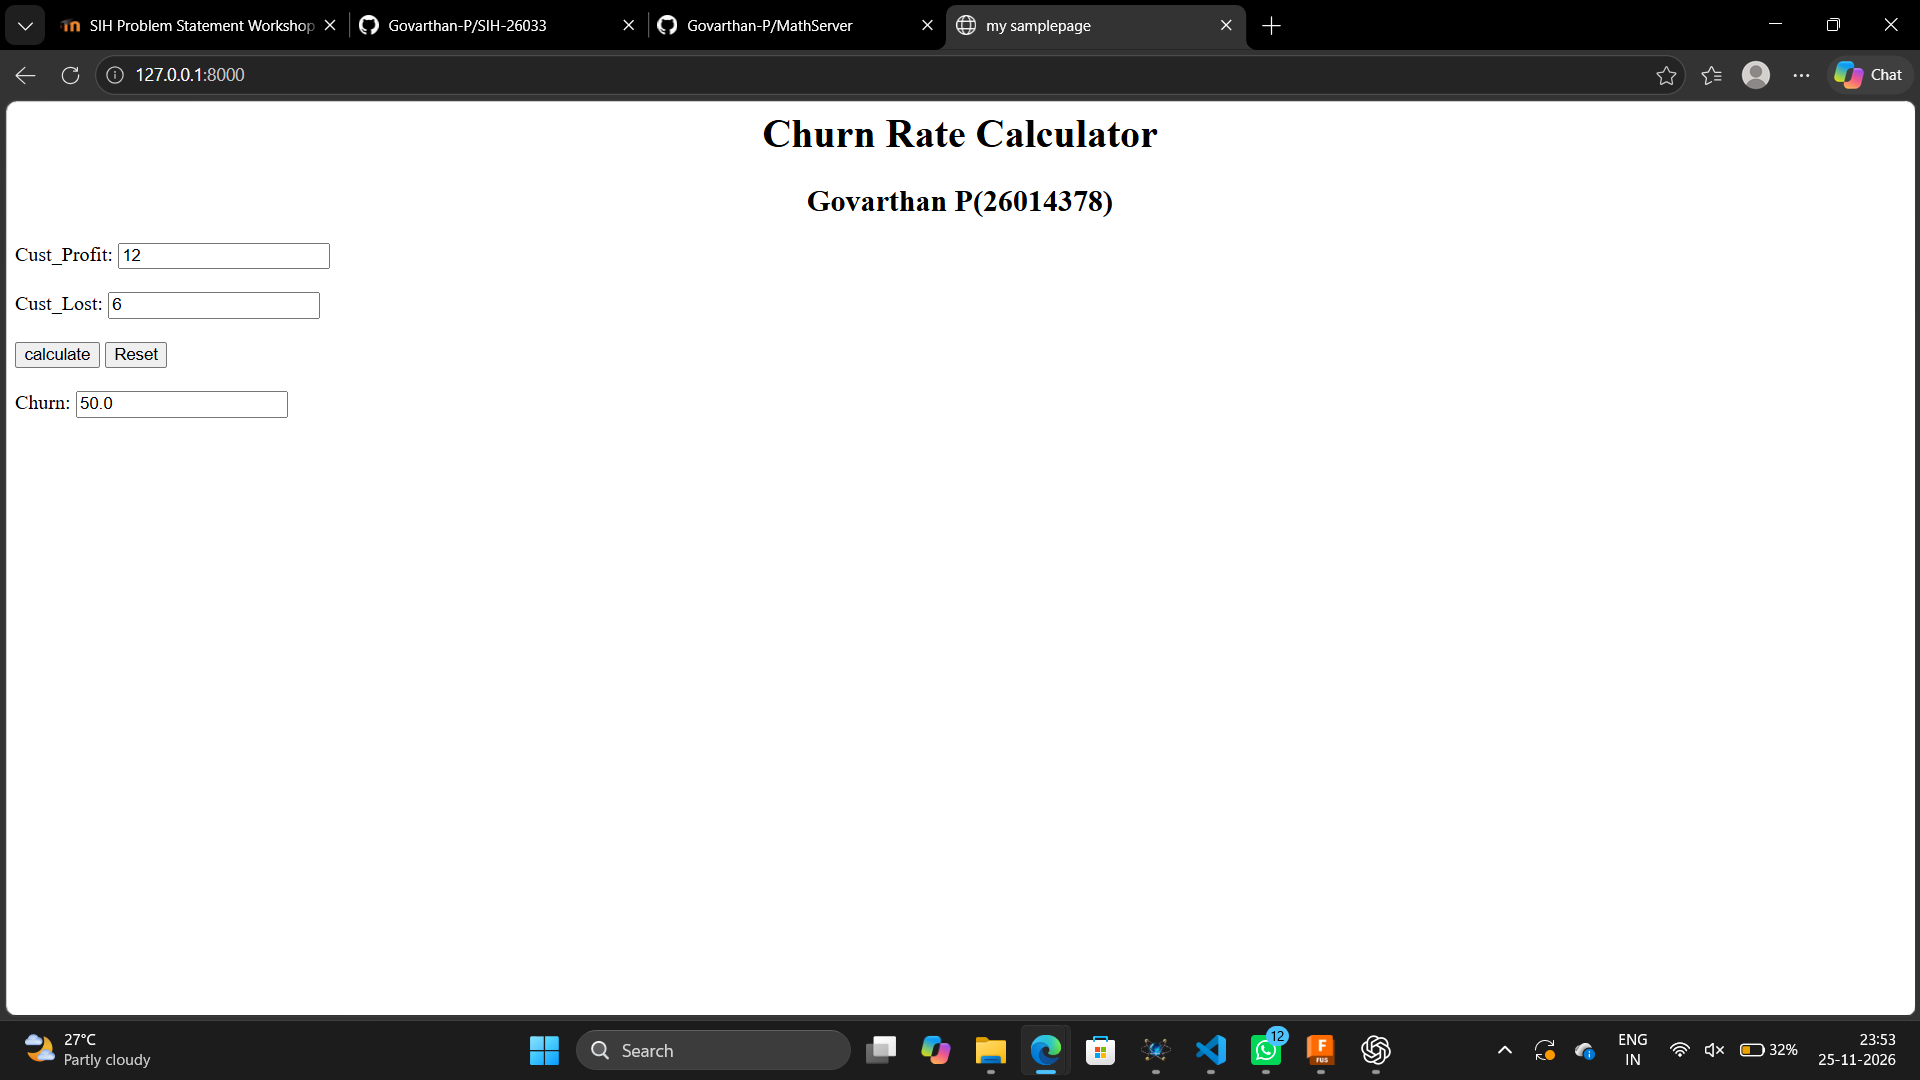 SIH Problem Statement Workshop
Govarthan-P/SIH-26033
Govarthan-P/MathServer
my samplepage
127.0.0.1:8000
Chat
Churn Rate Calculator
Govarthan P(26014378)
Cust_Profit: 12
Cust_Lost: 6
calculate Reset
Churn: 50.0
27°C
Partly cloudy
Search
12
F
FUS
ENG
IN
32%
23:53
25-11-2026